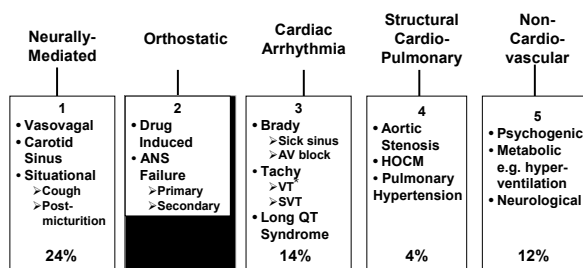 Neurally-
Mediated
Orthostatic
Cardiac
Arrhythmia
Structural
Cardio-
Pulmonary
Non-
Cardio-
vascular
1
• Vasovagal
• Carotid
Sinus
• Situational
➢Cough
➢Post-
micturition
24%
2
• Drug
Induced
• ANS
Failure
➢Primary
➢Secondary
3
• Brady
➢Sick sinus
➢AV block
• Tachy
➢VT*
➢SVT
• Long QT
Syndrome
14%
4
• Aortic
Stenosis
• HOCM
• Pulmonary
Hypertension
4%
5
• Psychogenic
• Metabolic
e.g. hyper-
ventilation
• Neurological
12%